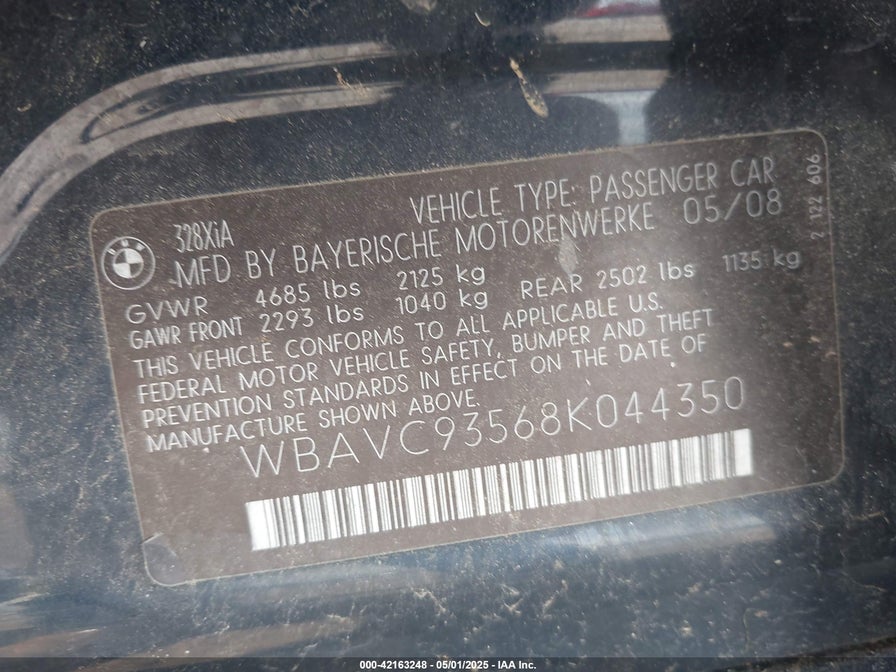 VEHICLE TYPE: PASSENGER CAR
328XiA
MFD BY BAYERISCHE MOTORENWERKE 05/08
GVWR 4685 lbs 2125 kg
GAWR FRONT 2293 lbs 1040 kg REAR 2502 lbs 1135 kg
THIS VEHICLE CONFORMS TO ALL APPLICABLE U.S.
FEDERAL MOTOR VEHICLE SAFETY, BUMPER AND THEFT
PREVENTION STANDARDS IN EFFECT ON THE DATE OF
MANUFACTURE SHOWN ABOVE.
WBAVC93568K044350
2 122 606
BMW
000-42163248 - 05/01/2025 - IAA Inc.